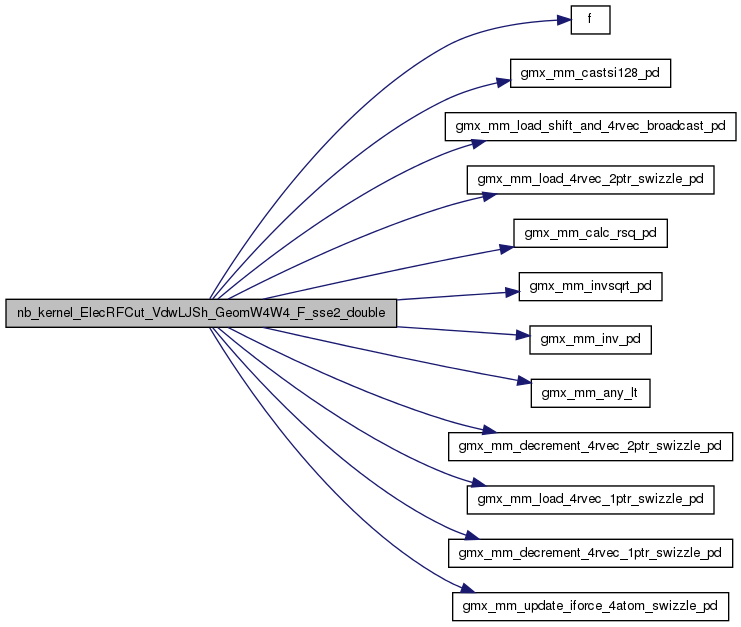 f
gmx_mm_castsi128_pd
gmx_mm_load_shift_and_4rvec_broadcast_pd
gmx_mm_load_4rvec_2ptr_swizzle_pd
gmx_mm_calc_rsq_pd
gmx_mm_invsqrt_pd
nb_kernel_ElecRFCut_VdwLJSh_GeomW4W4_F_sse2_double
gmx_mm_inv_pd
gmx_mm_any_lt
gmx_mm_decrement_4rvec_2ptr_swizzle_pd
gmx_mm_load_4rvec_1ptr_swizzle_pd
gmx_mm_decrement_4rvec_1ptr_swizzle_pd
gmx_mm_update_iforce_4atom_swizzle_pd